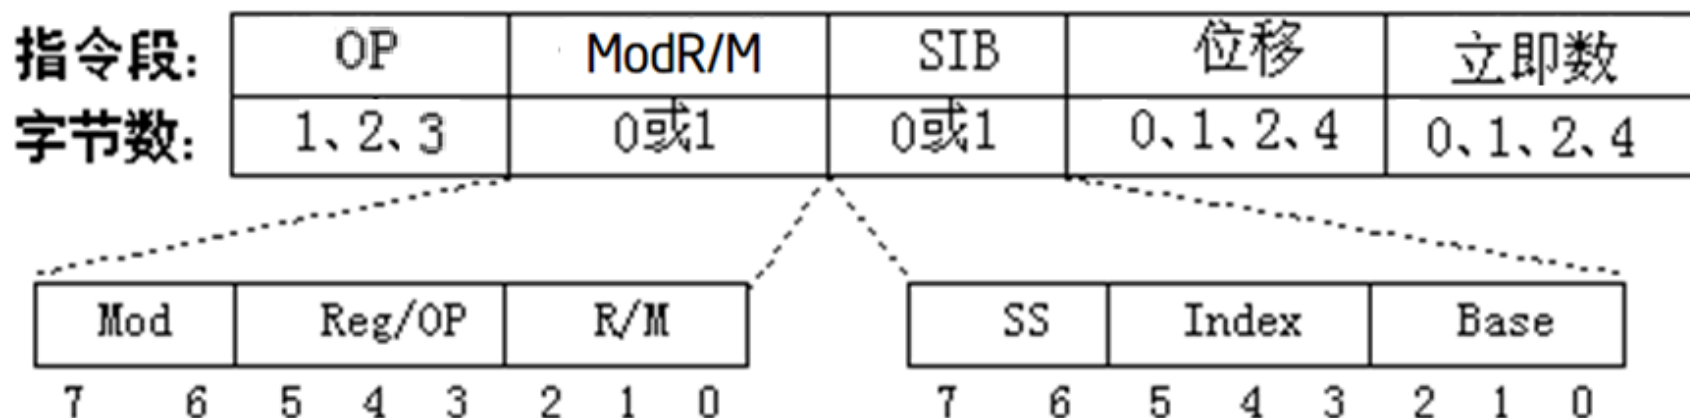 指令段: OP ModR/M SIB 位移 立即数
字节数: 1、2、3 0或1 0或1 0、1、2、4 0、1、2、4
Mod Reg/OP R/M SS Index Base
7 6 5 4 3 2 1 0 7 6 5 4 3 2 1 0